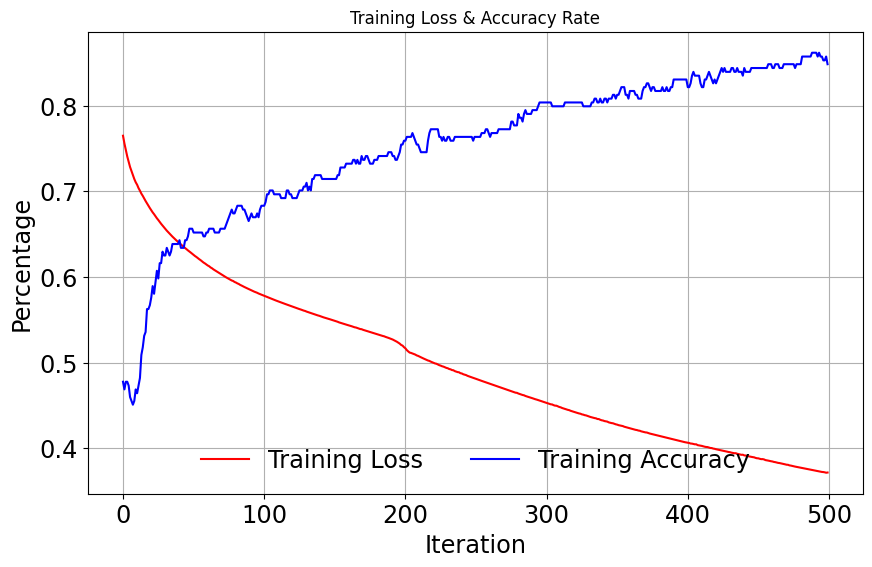 Training Loss & Accuracy Rate
Percentage
0.8
0.7
0.6
0.5
0.4
Training Loss Training Accuracy
0 100 200 300 400 500
Iteration